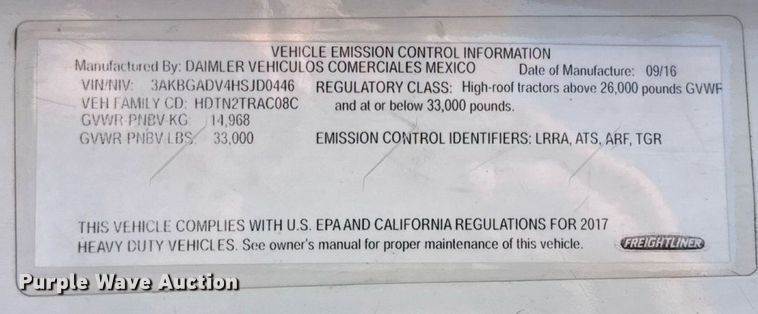 VEHICLE EMISSION CONTROL INFORMATION
Manufactured By: DAIMLER VEHICULOS COMERCIALES MEXICO Date of Manufacture: 09/16
VIN/NIV: 3AKBGADV4HSJD0446 REGULATORY CLASS: High-roof tractors above 26,000 pounds GVWF
VEH FAMILY CD: HDTN2TRAC08C and at or below 33,000 pounds.
GVWR-PNBV-KG: 14,968
GVWR-PNBV-LBS: 33,000 EMISSION CONTROL IDENTIFIERS: LRRA, ATS, ARF, TGR
THIS VEHICLE COMPLIES WITH U.S. EPA AND CALIFORNIA REGULATIONS FOR 2017
HEAVY DUTY VEHICLES. See owner's manual for proper maintenance of this vehicle. FREIGHTLINER
Purple Wave Auction